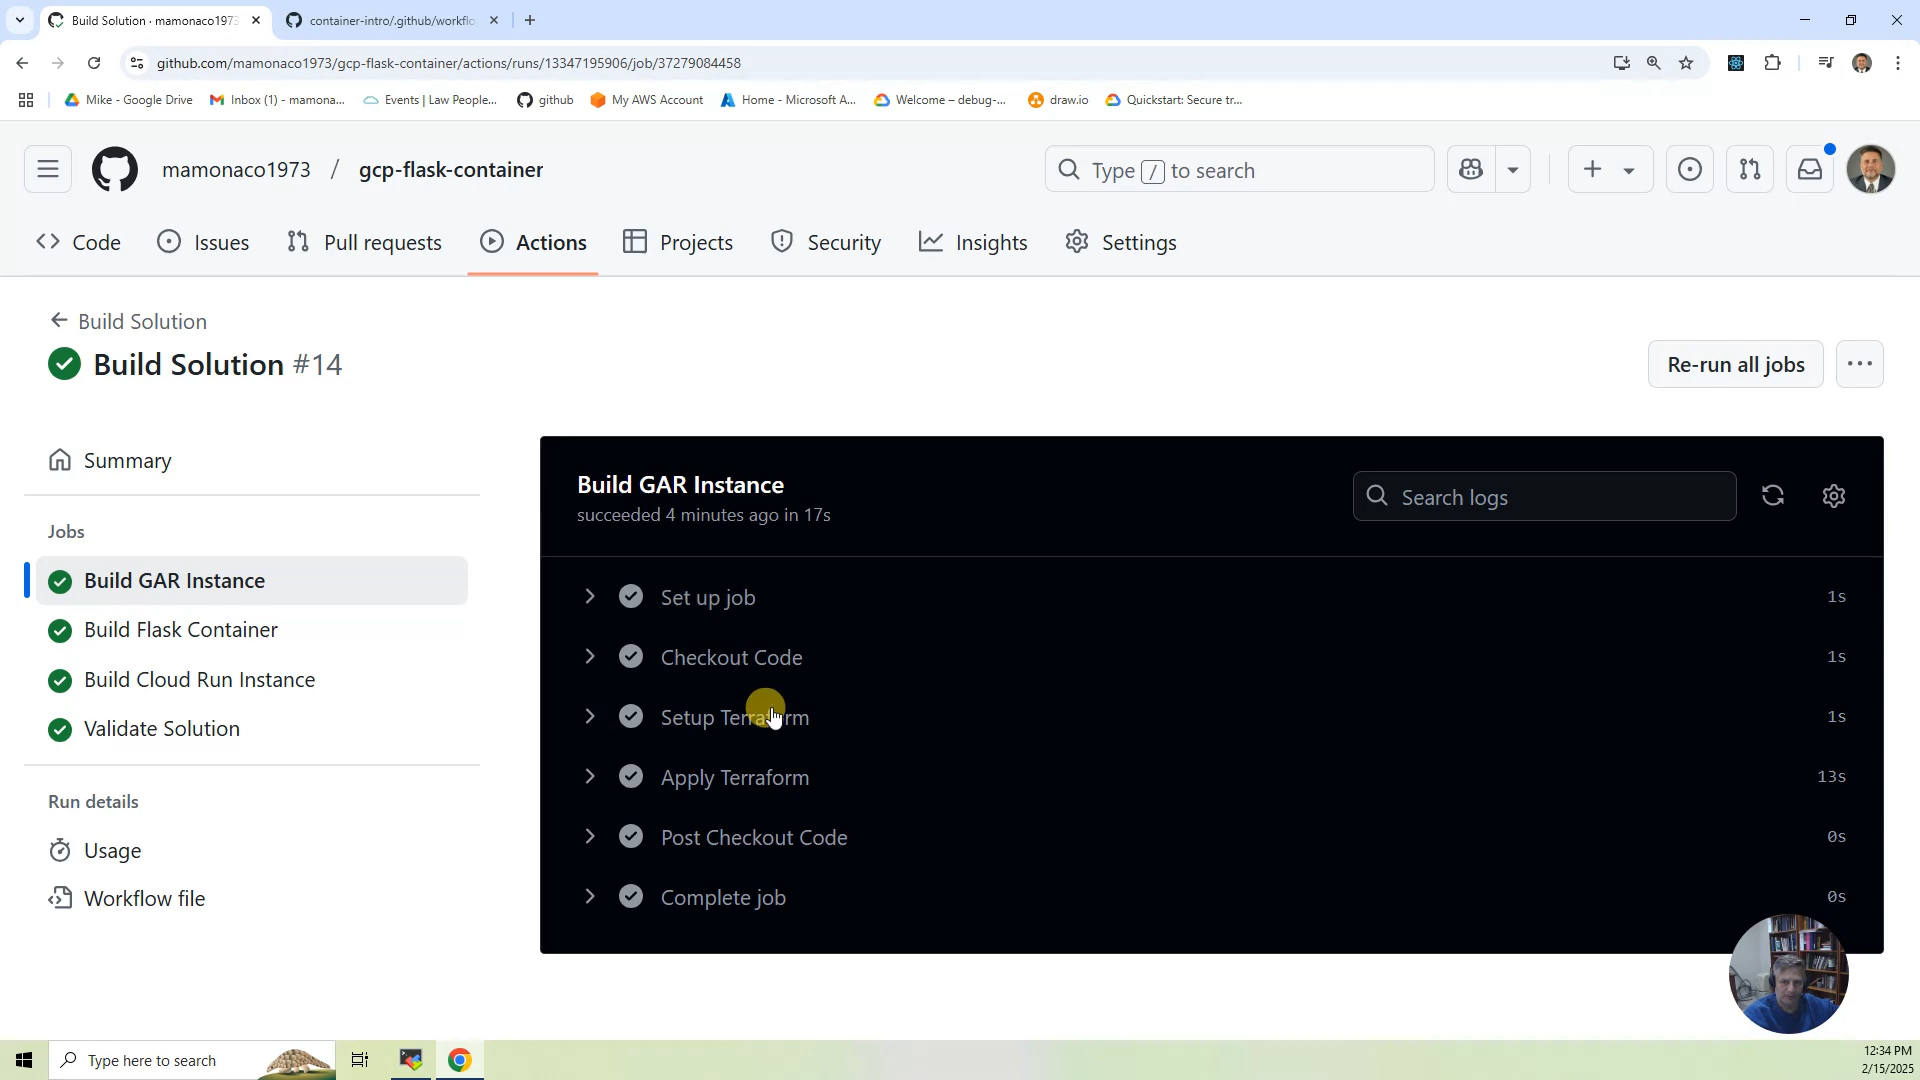 Build Solution · mamonaco1973
container-intro/.github/workflo
github.com/mamonaco1973/gcp-flask-container/actions/runs/13347195906/job/37279084458
Mike - Google Drive
Inbox (1) - mamona...
Events | Law People...
github
My AWS Account
Home - Microsoft A...
Welcome – debug-...
draw.io
Quickstart: Secure tr...
mamonaco1973 / gcp-flask-container
Type / to search
Code
Issues
Pull requests
Actions
Projects
Security
Insights
Settings
Build Solution
Build Solution #14
Re-run all jobs
Summary
Jobs
Build GAR Instance
Build Flask Container
Build Cloud Run Instance
Validate Solution
Run details
Usage
Workflow file
Build GAR Instance
succeeded 4 minutes ago in 17s
Search logs
Set up job 1s
Checkout Code 1s
Setup Terraform 1s
Apply Terraform 13s
Post Checkout Code 0s
Complete job 0s
Type here to search
12:34 PM
2/15/2025